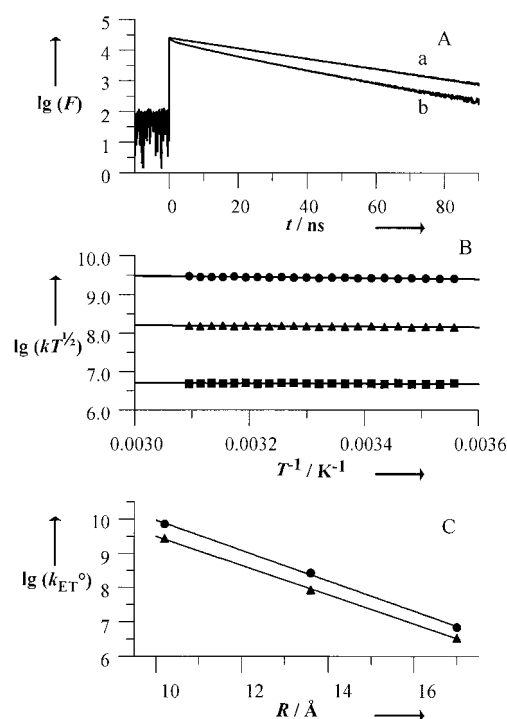 5
A
4
a
lg (F)
3
b
2
1
0
0 20 40 60 80
t / ns
10.0
B
9.0
8.0
lg (kT½)
7.0
6.0
0.0030 0.0032 0.0034 0.0036
T⁻¹ / K⁻¹
C
10
9
lg (k_ET°)
8
7
6
10 12 14 16
R / Å